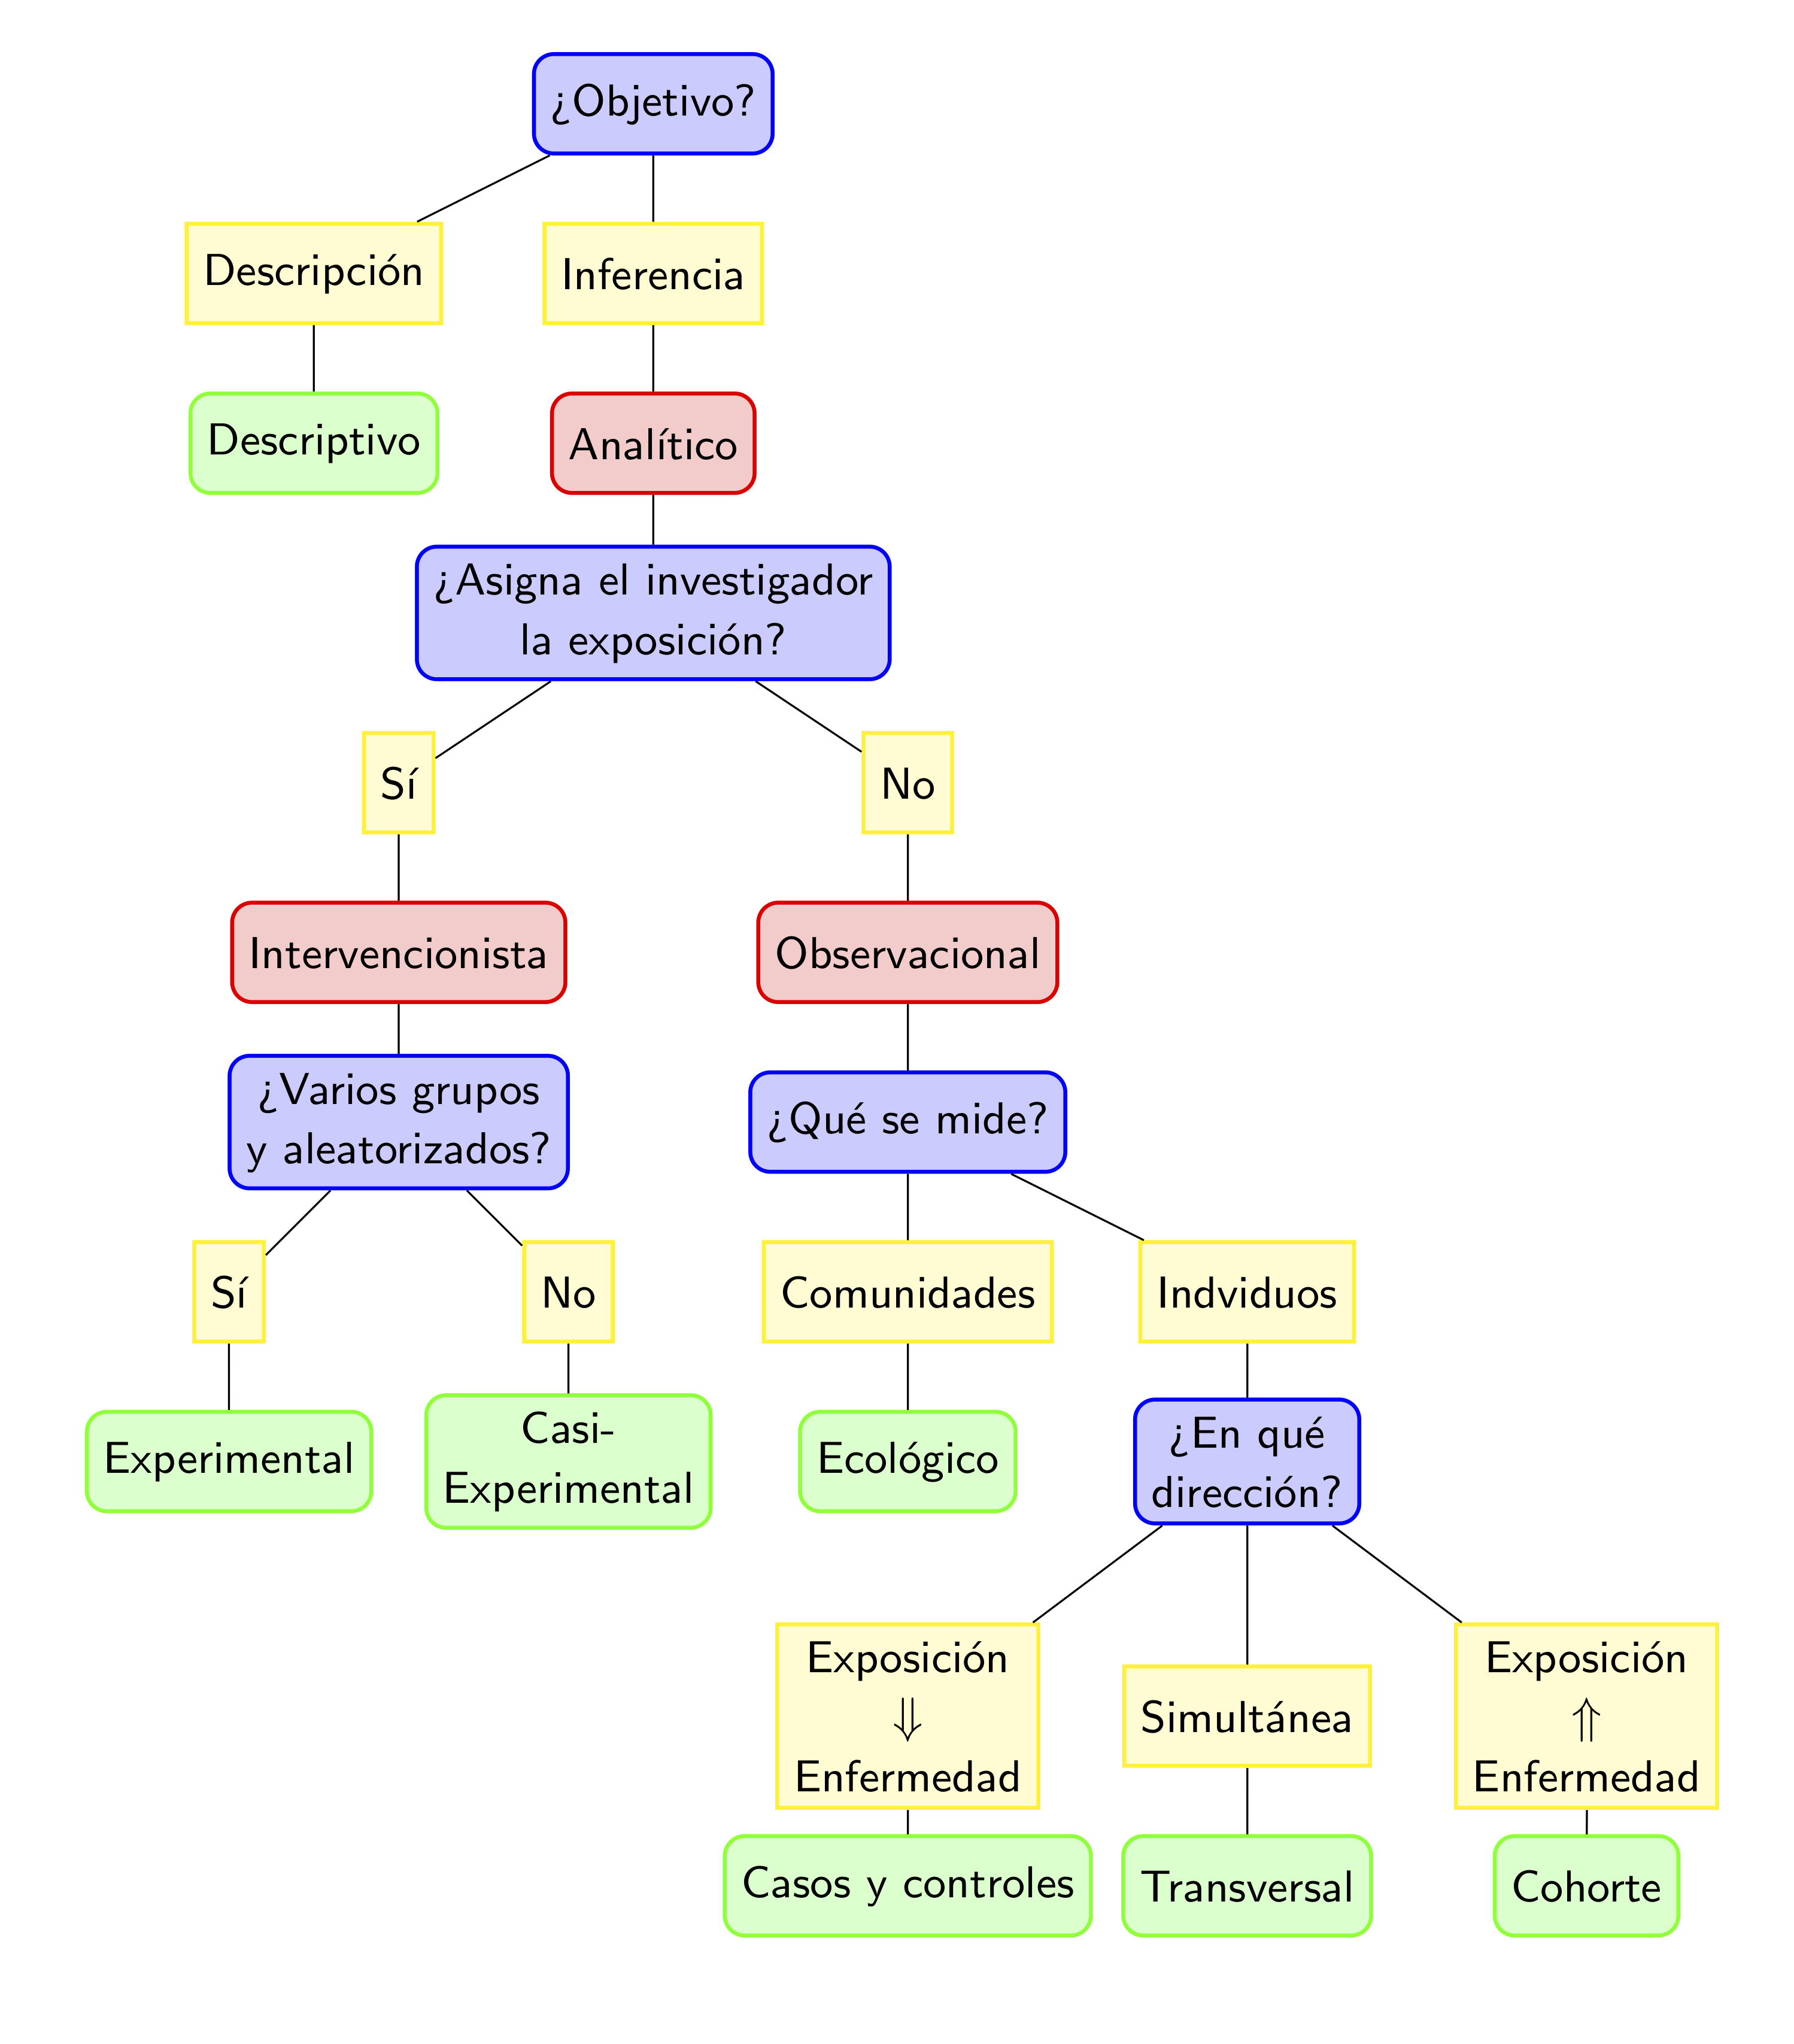 ¿Objetivo?
Descripción
Inferencia
Descriptivo
Analítico
¿Asigna el investigador
la exposición?
Sí
No
Intervencionista
Observacional
¿Varios grupos
y aleatorizados?
¿Qué se mide?
Sí
No
Comunidades
Indviduos
Experimental
Casi-
Experimental
Ecológico
¿En qué
dirección?
Exposición
⇓
Enfermedad
Simultánea
Exposición
⇑
Enfermedad
Casos y controles
Transversal
Cohorte